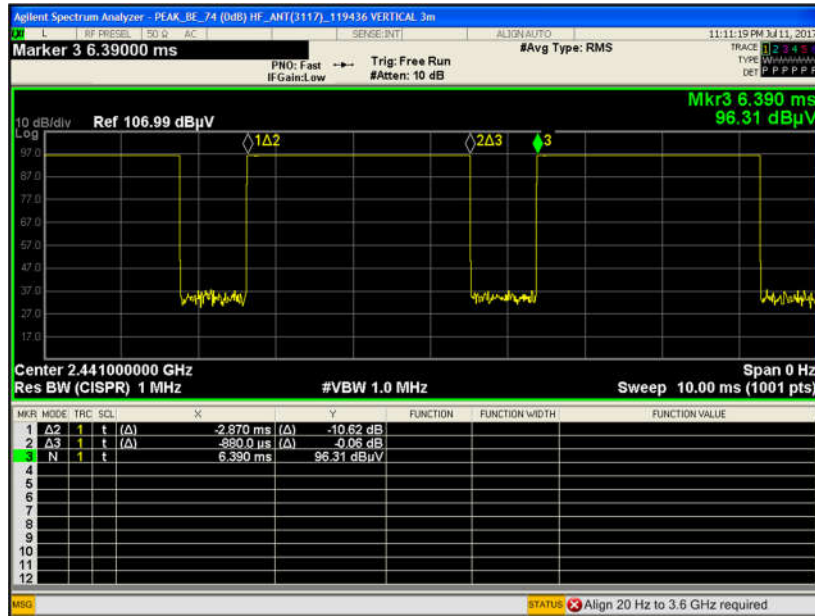 Agilent Spectrum Analyzer - PEAK_BE_74 (0dB) HF_ANT(3117)_119436 VERTICAL 3m
LXI L RF PRESEL 50 Ω AC SENSE:INT ALIGN AUTO 11:11:19 PM Jul 11, 2017
Marker 3 6.39000 ms
PNO: Fast
IFGain:Low
Trig: Free Run
#Atten: 10 dB
#Avg Type: RMS
TRACE 1 2 3 4 5 6
TYPE W
DET P P P P P P
Mkr3 6.390 ms
96.31 dBµV
10 dB/div Ref 106.99 dBµV
Log
1Δ2 2Δ3 3
97.0
87.0
77.0
67.0
57.0
47.0
37.0
27.0
17.0
Center 2.441000000 GHz Span 0 Hz
Res BW (CISPR) 1 MHz #VBW 1.0 MHz Sweep 10.00 ms (1001 pts)
MKR MODE TRC SCL X Y FUNCTION FUNCTION WIDTH FUNCTION VALUE
1 Δ2 1 t (Δ) -2.870 ms (Δ) -10.62 dB
2 Δ3 1 t (Δ) -880.0 µs (Δ) -0.06 dB
3 N 1 t 6.390 ms 96.31 dBµV
4
5
6
7
8
9
10
11
12
MSG STATUS Align 20 Hz to 3.6 GHz required